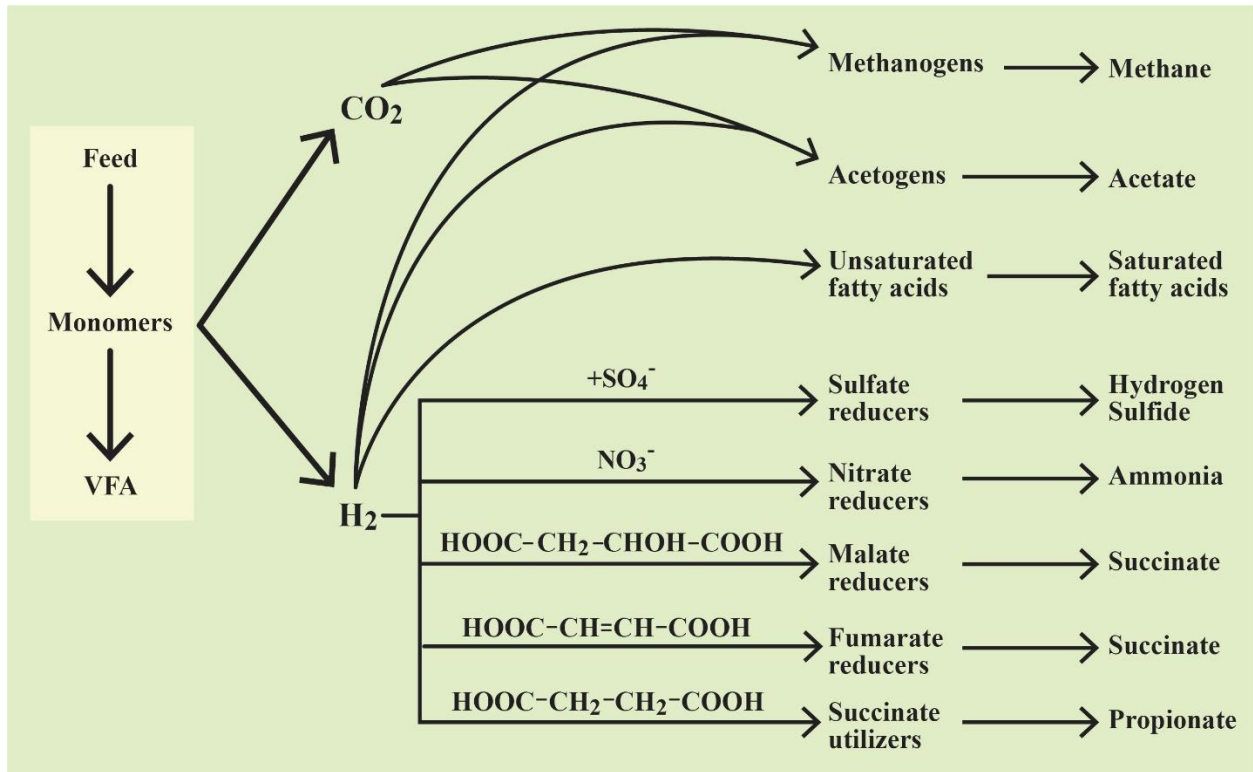 Feed
Monomers
VFA
CO₂
H₂
Methanogens
Methane
Acetogens
Acetate
Unsaturated
fatty acids
Saturated
fatty acids
+SO₄⁻
Sulfate
reducers
Hydrogen
Sulfide
NO₃⁻
Nitrate
reducers
Ammonia
HOOC-CH₂-CHOH-COOH
Malate
reducers
Succinate
HOOC-CH=CH-COOH
Fumarate
reducers
Succinate
HOOC-CH₂-CH₂-COOH
Succinate
utilizers
Propionate